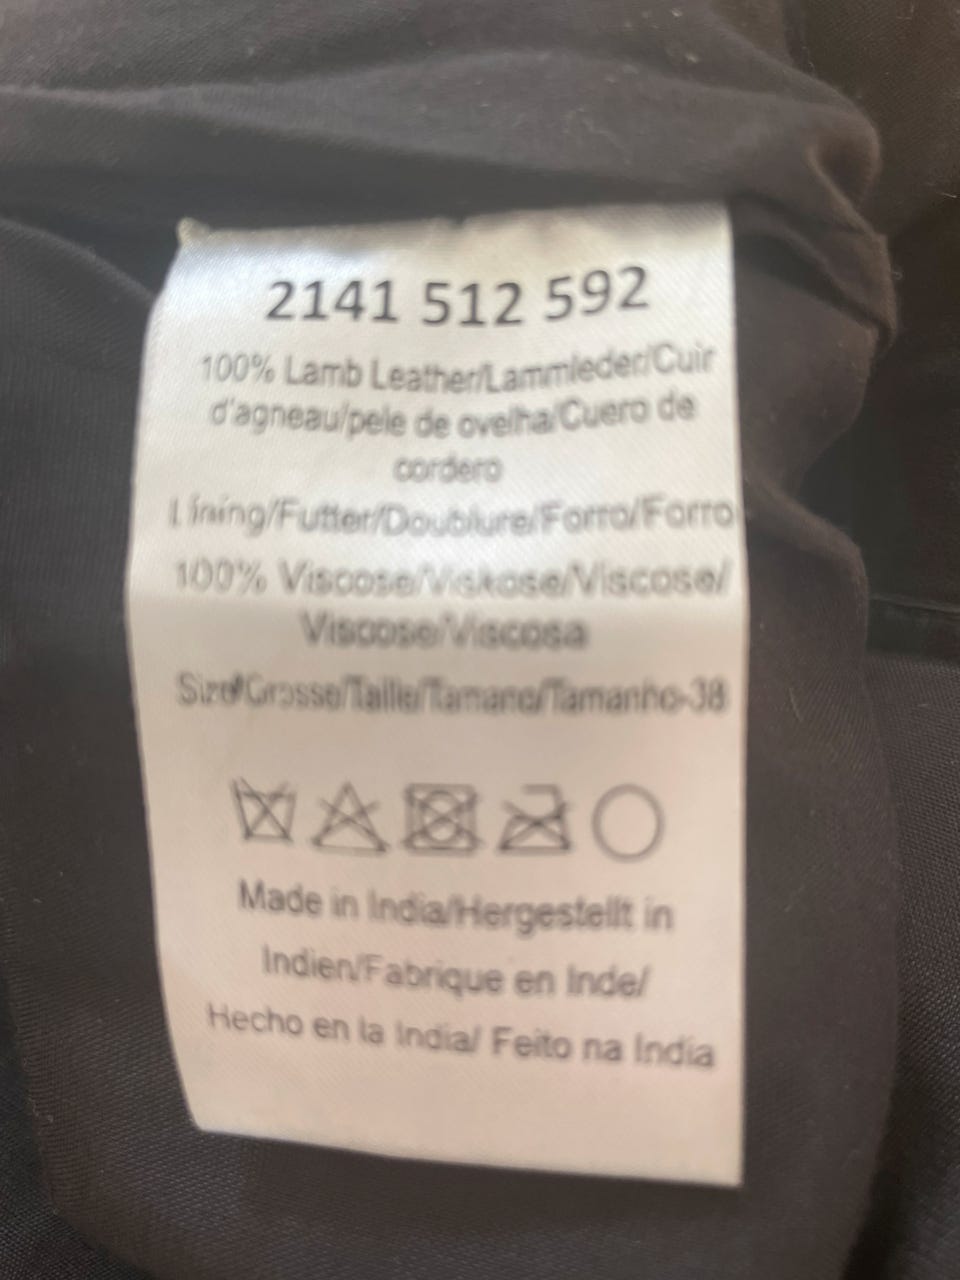 2141 512 592
100% Lamb Leather/Lammleder/Cuir
d'agneau/pele de ovelha/Cuero de
cordero
Lining/Futter/Doublure/Forro/Forro
100% Viscose/Viskose/Viscose/
Viscose/Viscosa
Size/Grosse/Taille/Tamano/Tamanho-38
Made in India/Hergestellt in
Indien/Fabrique en Inde/
Hecho en la India/ Feito na India